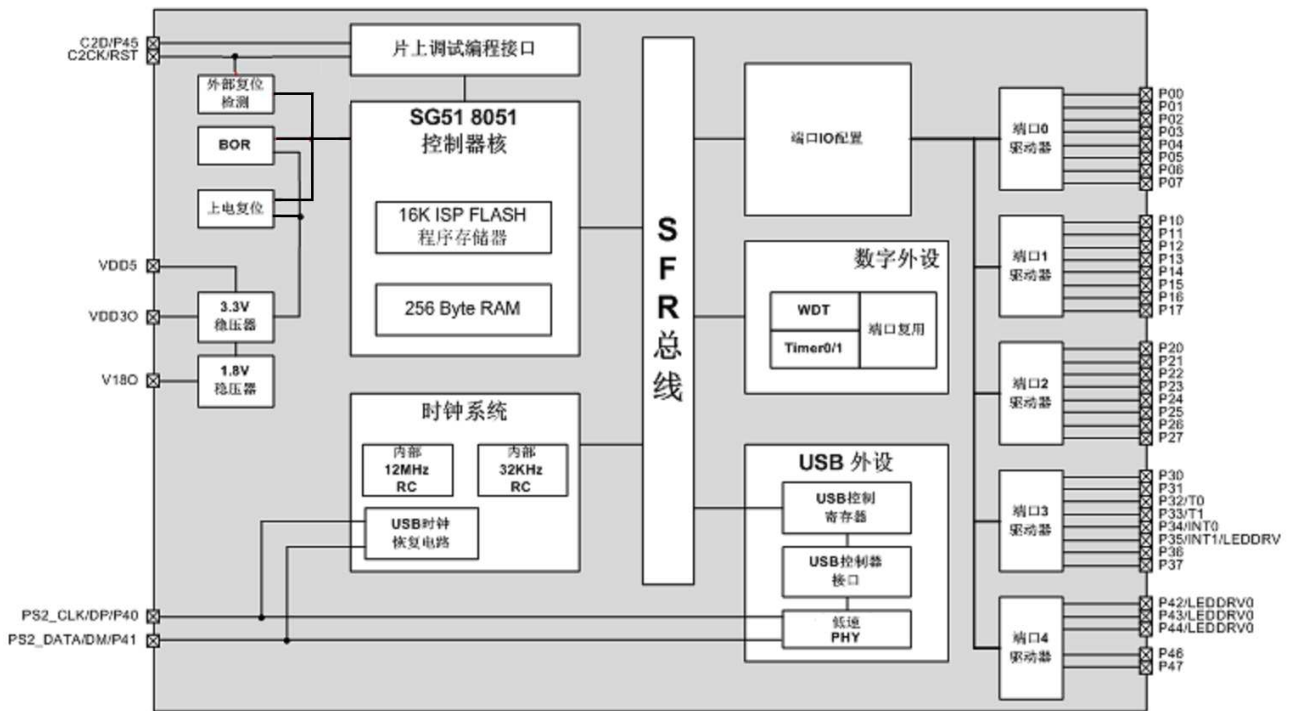 C2D/P45
C2CK/RST
片上调试编程接口
外部复位
检测
BOR
上电复位
SG51 8051
控制器核
16K ISP FLASH
程序存储器
256 Byte RAM
VDD5
VDD3O
V18O
3.3V
稳压器
1.8V
稳压器
时钟系统
内部
12MHz
RC
内部
32KHz
RC
USB时钟
恢复电路
PS2_CLK/DP/P40
PS2_DATA/DM/P41
S
F
R
总
线
端口IO配置
数字外设
WDT
Timer0/1
端口复用
USB 外设
USB控制
寄存器
USB控制器
接口
低速
PHY
端口0
驱动器
P00
P01
P02
P03
P04
P05
P06
P07
端口1
驱动器
P10
P11
P12
P13
P14
P15
P16
P17
端口2
驱动器
P20
P21
P22
P23
P24
P25
P26
P27
端口3
驱动器
P30
P31
P32/T0
P33/T1
P34/INT0
P35/INT1/LEDDRV
P36
P37
端口4
驱动器
P42/LEDDRV0
P43/LEDDRV0
P44/LEDDRV0
P46
P47